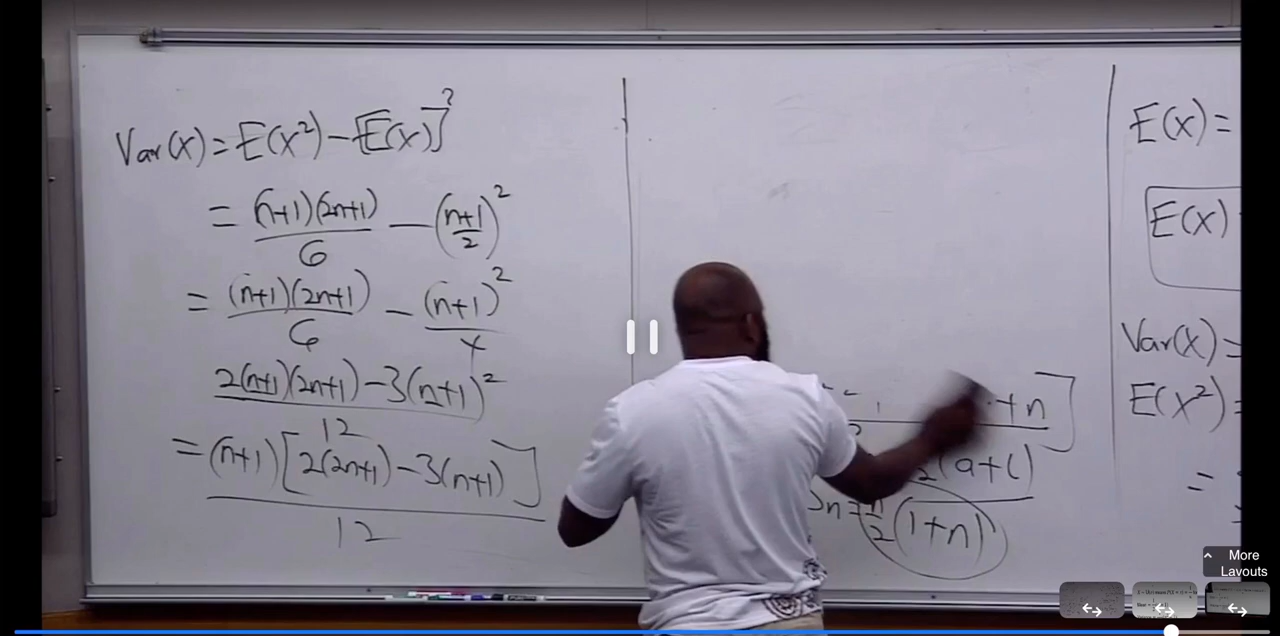 Var(X) = E(X²) − [E(X)]²
= (n+1)(2n+1)/6 − (n+1/2)²
= (n+1)(2n+1)/6 − (n+1)²/4
2(n+1)(2n+1) − 3(n+1)²/12
= (n+1)[2(2n+1) − 3(n+1)]/12
+ n]
2(a+l)
Sn = n/2(1+n)
E(X) =
E(X)
Var(X) =
E(X²) =
=
More
Layouts